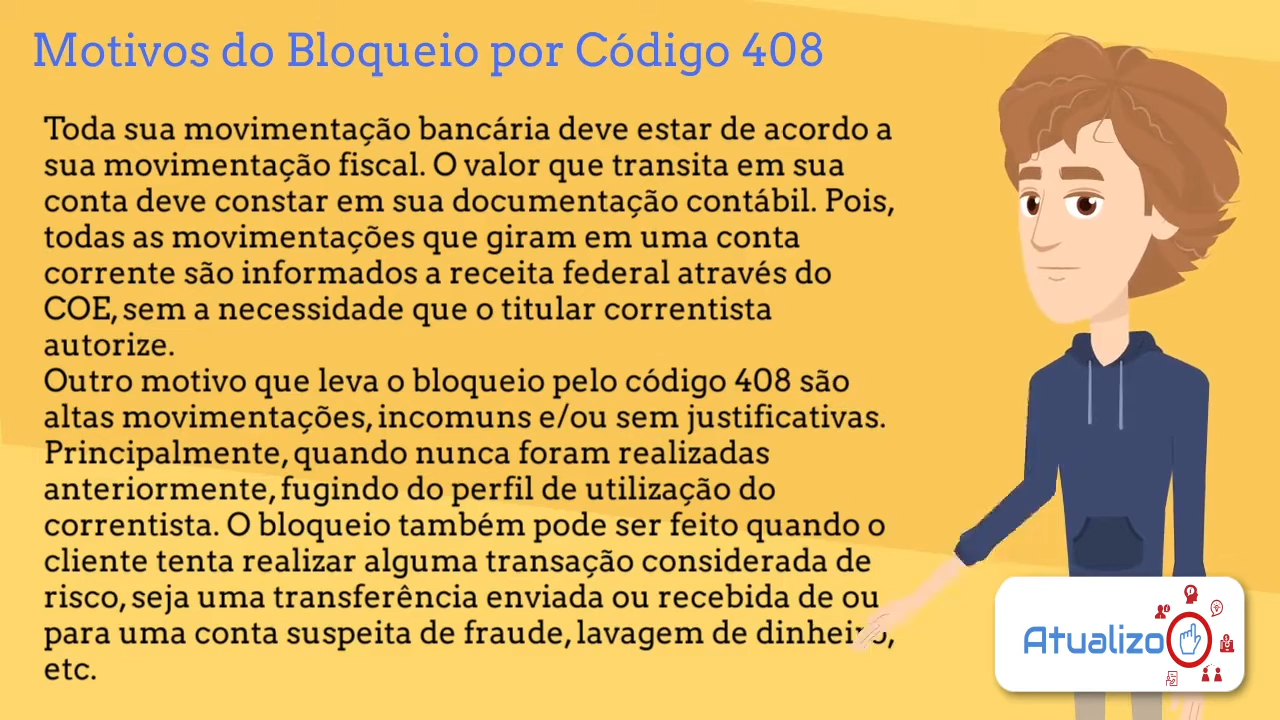 Motivos do Bloqueio por Código 408
Toda sua movimentação bancária deve estar de acordo a
sua movimentação fiscal. O valor que transita em sua
conta deve constar em sua documentação contábil. Pois,
todas as movimentações que giram em uma conta
corrente são informados a receita federal através do
COE, sem a necessidade que o titular correntista
autorize.
Outro motivo que leva o bloqueio pelo código 408 são
altas movimentações, incomuns e/ou sem justificativas.
Principalmente, quando nunca foram realizadas
anteriormente, fugindo do perfil de utilização do
correntista. O bloqueio também pode ser feito quando o
cliente tenta realizar alguma transação considerada de
risco, seja uma transferência enviada ou recebida de ou
para uma conta suspeita de fraude, lavagem de dinheiro,
etc.
Atualizo